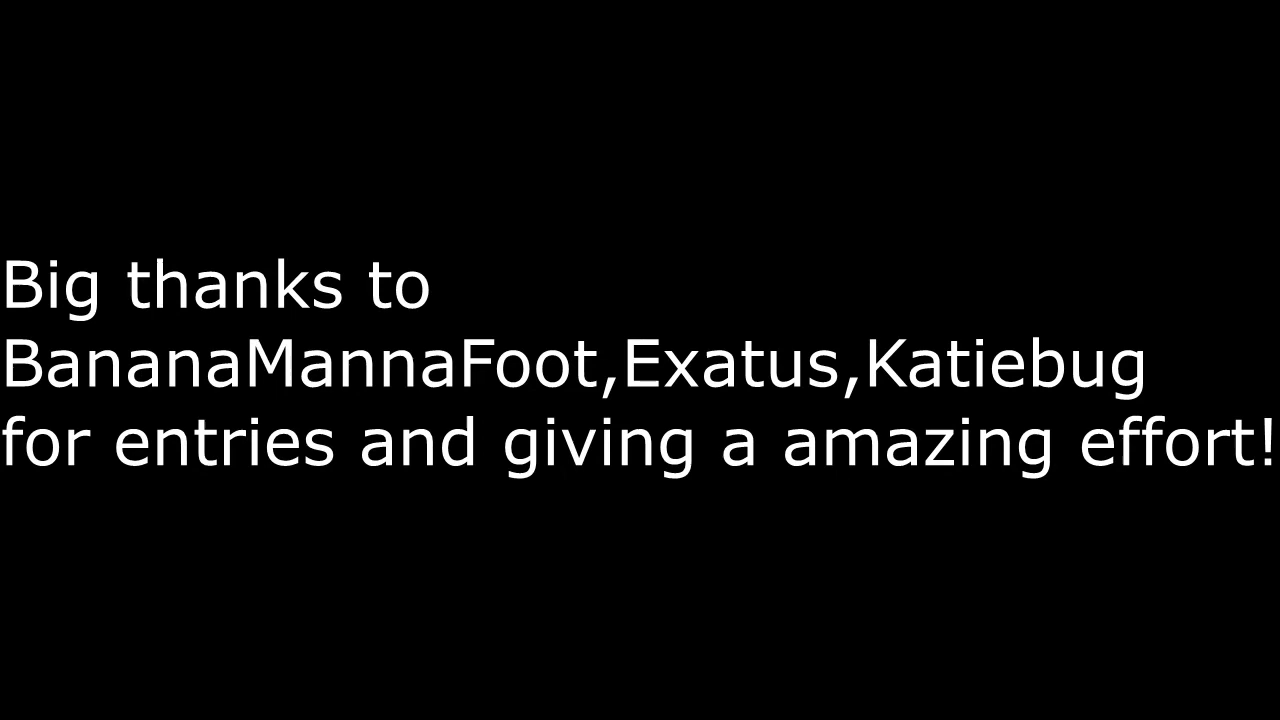 Big thanks to
BananaMannaFoot,Exatus,Katiebug
for entries and giving a amazing effort!